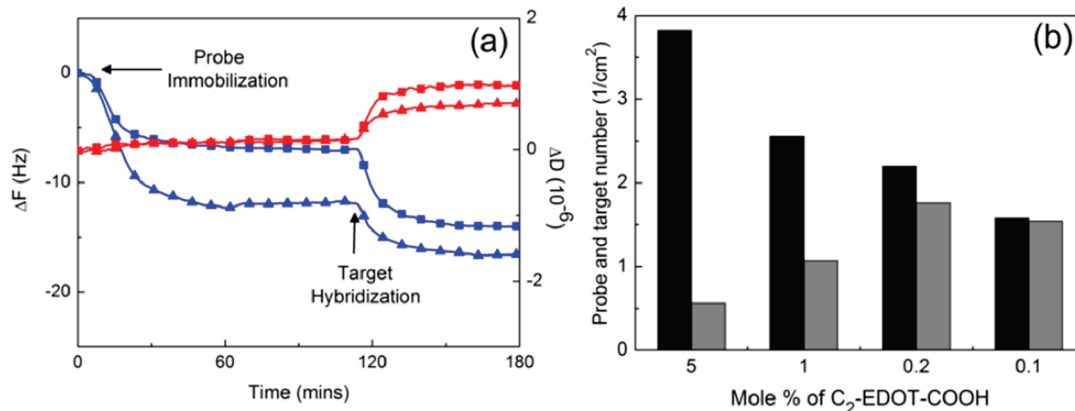 (a)
Probe
Immobilization
Target
Hybridization
0
-10
-20
ΔF (Hz)
2
0
-2
ΔD (10⁻⁶)
0
60
120
180
Time (mins)
(b)
4
3
2
1
0
Probe and target number (1/cm²)
5
1
0.2
0.1
Mole % of C₂-EDOT-COOH